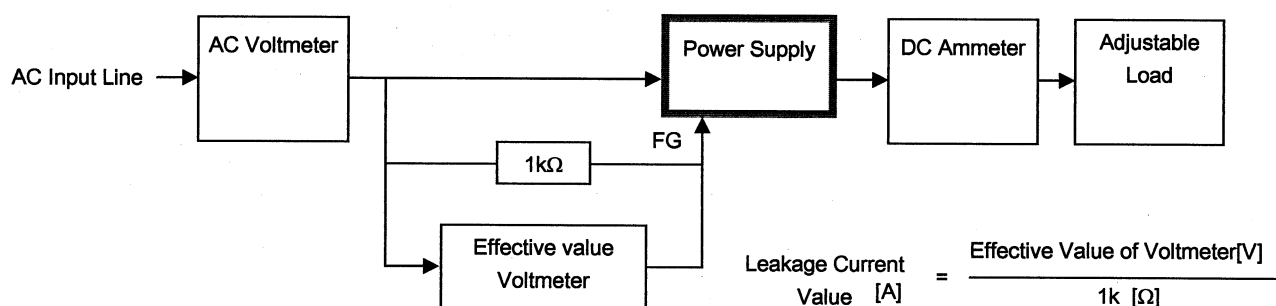 AC Input Line
AC Voltmeter
Power Supply
DC Ammeter
Adjustable
Load
FG
1kΩ
Effective value
Voltmeter
Leakage Current
Value [A]
=
Effective Value of Voltmeter[V]
1k [Ω]